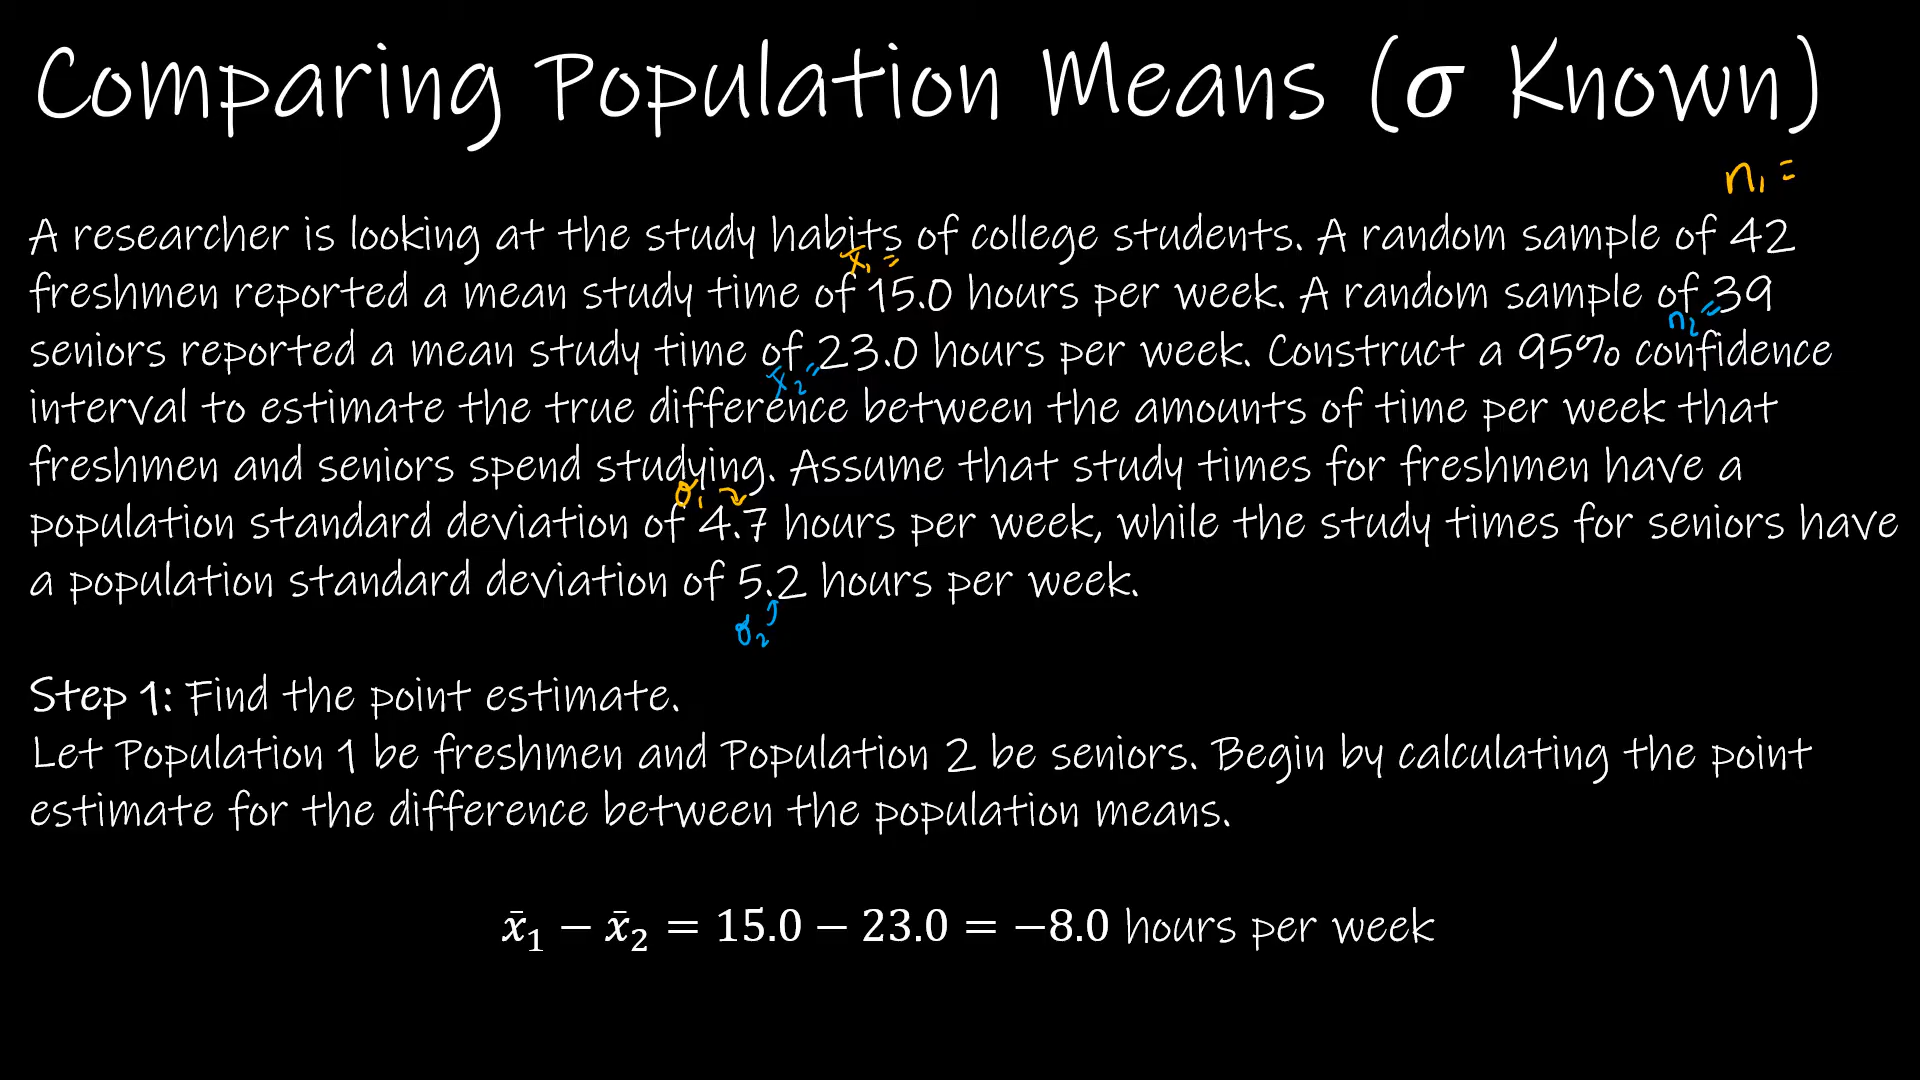 Comparing Population Means (σ Known)
n₁ =
A researcher is looking at the study habits of college students. A random sample of 42
x̄₁ =
freshmen reported a mean study time of 15.0 hours per week. A random sample of 39
n₂ =
seniors reported a mean study time of 23.0 hours per week. Construct a 95% confidence
x̄₂ =
interval to estimate the true difference between the amounts of time per week that
freshmen and seniors spend studying. Assume that study times for freshmen have a
σ₁
population standard deviation of 4.7 hours per week, while the study times for seniors have
a population standard deviation of 5.2 hours per week.
σ₂
Step 1: Find the point estimate.
Let Population 1 be freshmen and Population 2 be seniors. Begin by calculating the point
estimate for the difference between the population means.
x̄₁ − x̄₂ = 15.0 − 23.0 = −8.0 hours per week